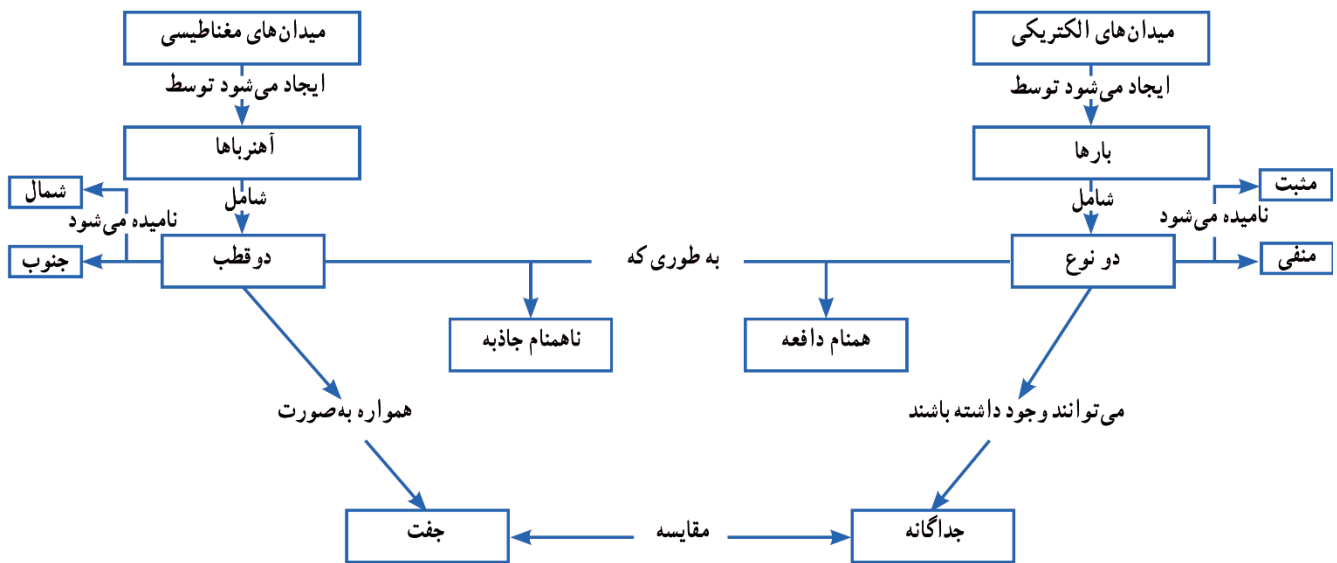 میدان‌های الکتریکی
میدان‌های مغناطیسی
ایجاد می‌شود توسط
ایجاد می‌شود توسط
بارها
آهنرباها
مثبت
شامل
شامل
شمال
نامیده می‌شود
نامیده می‌شود
منفی
دو نوع
به طوری که
دوقطب
جنوب
همنام دافعه
ناهمنام جاذبه
می‌توانند وجود داشته باشند
همواره به‌صورت
جداگانه
مقایسه
جفت